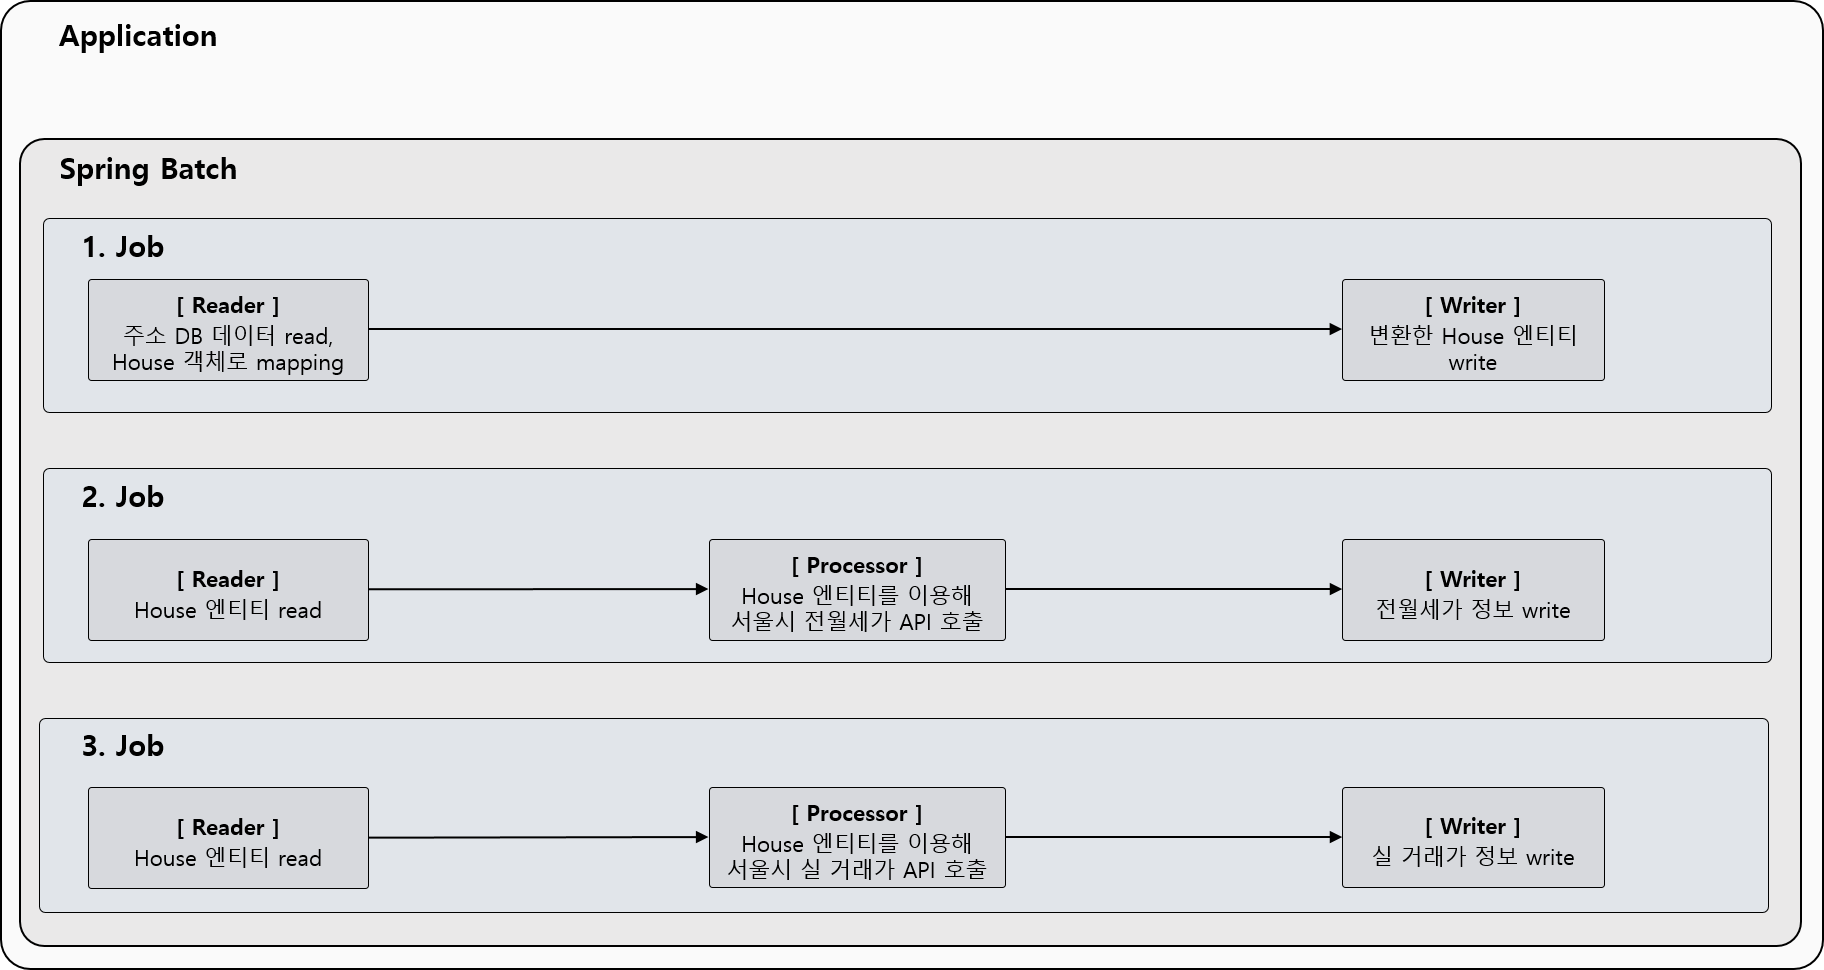 Application
Spring Batch
1. Job
[ Reader ]
주소 DB 데이터 read,
House 객체로 mapping
[ Writer ]
변환한 House 엔티티
write
2. Job
[ Reader ]
House 엔티티 read
[ Processor ]
House 엔티티를 이용해
서울시 전월세가 API 호출
[ Writer ]
전월세가 정보 write
3. Job
[ Reader ]
House 엔티티 read
[ Processor ]
House 엔티티를 이용해
서울시 실 거래가 API 호출
[ Writer ]
실 거래가 정보 write